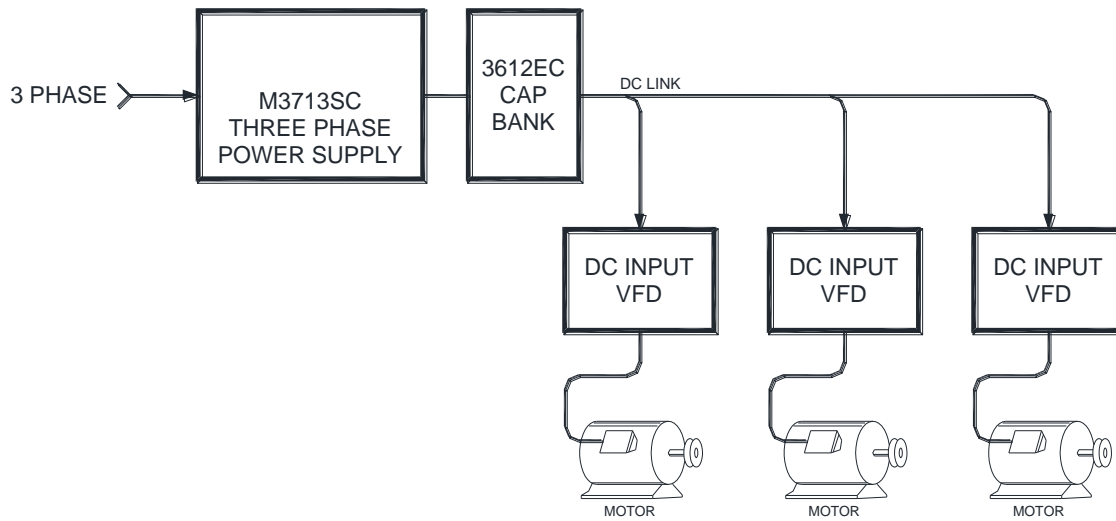 3 PHASE
M3713SC
THREE PHASE
POWER SUPPLY
3612EC
CAP
BANK
DC LINK
DC INPUT
VFD
DC INPUT
VFD
DC INPUT
VFD
MOTOR
MOTOR
MOTOR